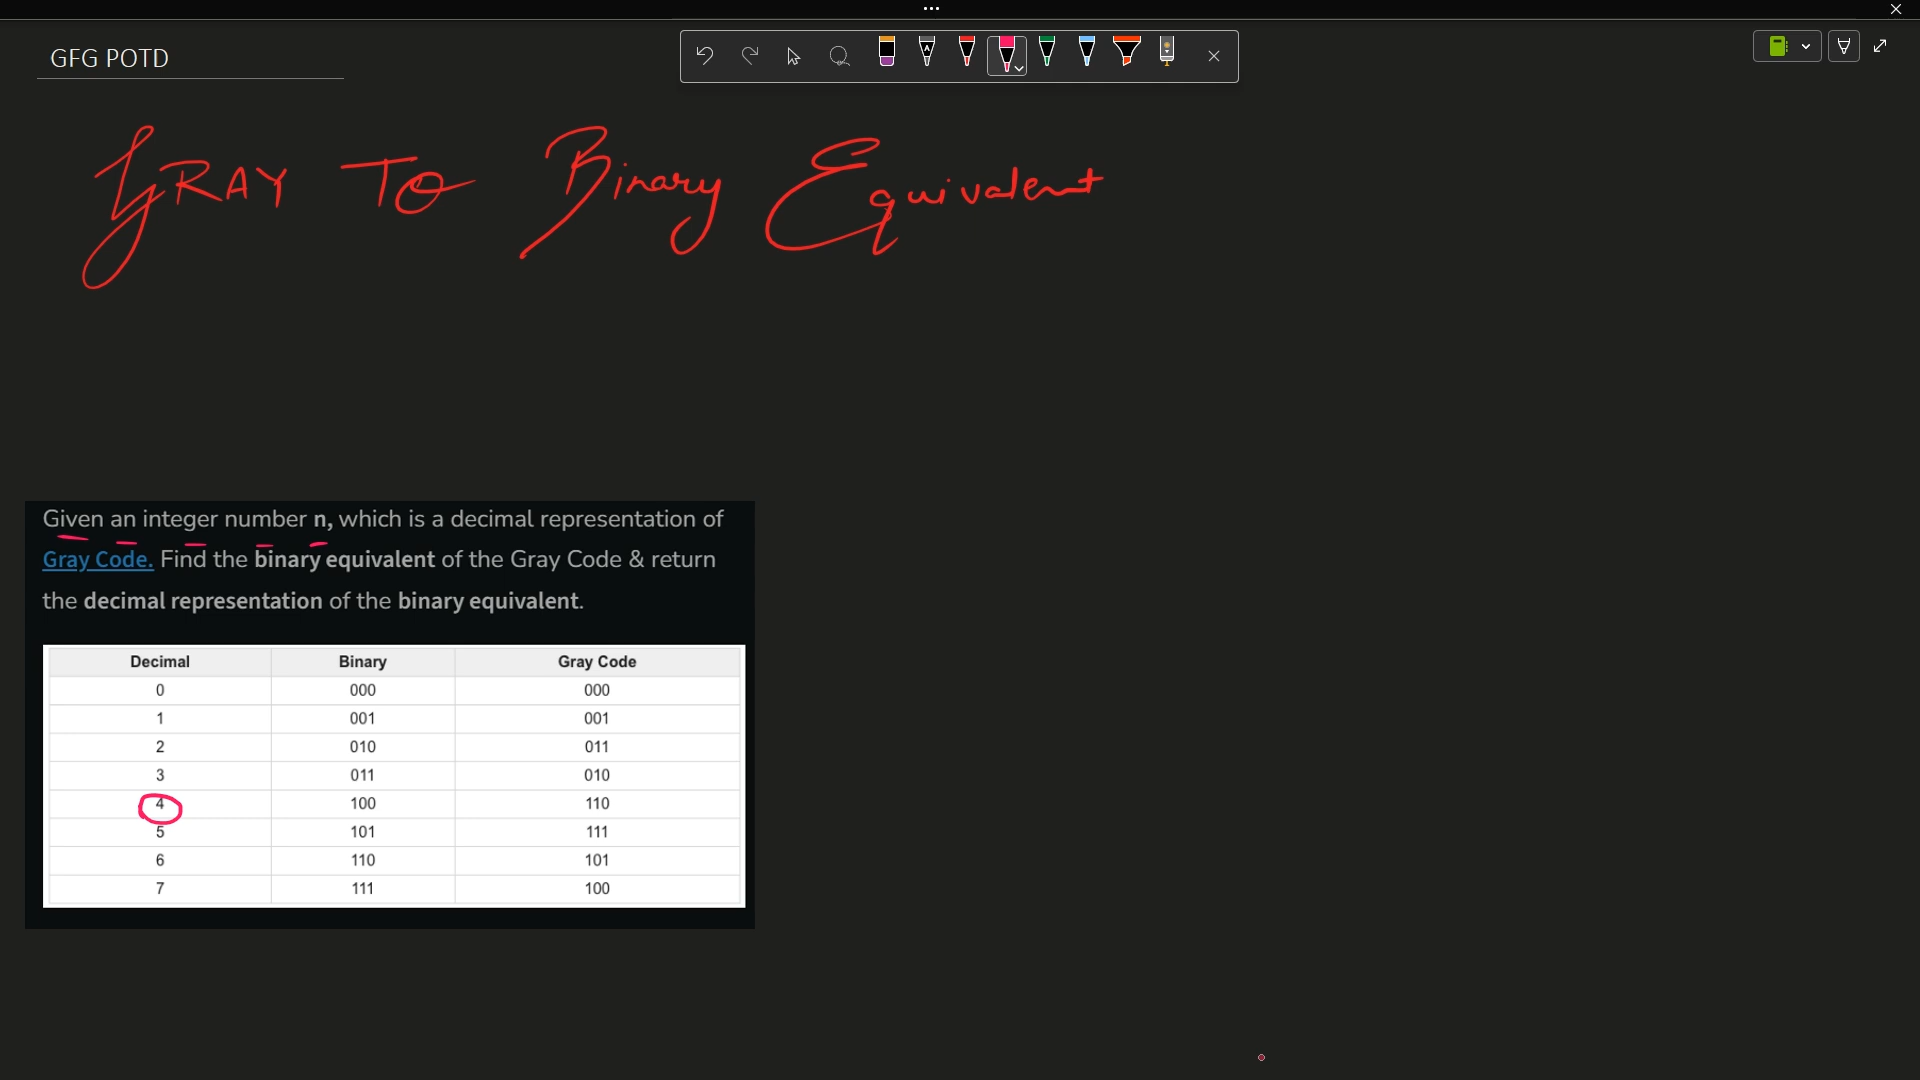 GFG POTD
GRAY TO Binary Equivalent
Given an integer number n, which is a decimal representation of
Gray Code. Find the binary equivalent of the Gray Code & return
the decimal representation of the binary equivalent.
Decimal Binary Gray Code
0 000 000
1 001 001
2 010 011
3 011 010
4 100 110
5 101 111
6 110 101
7 111 100